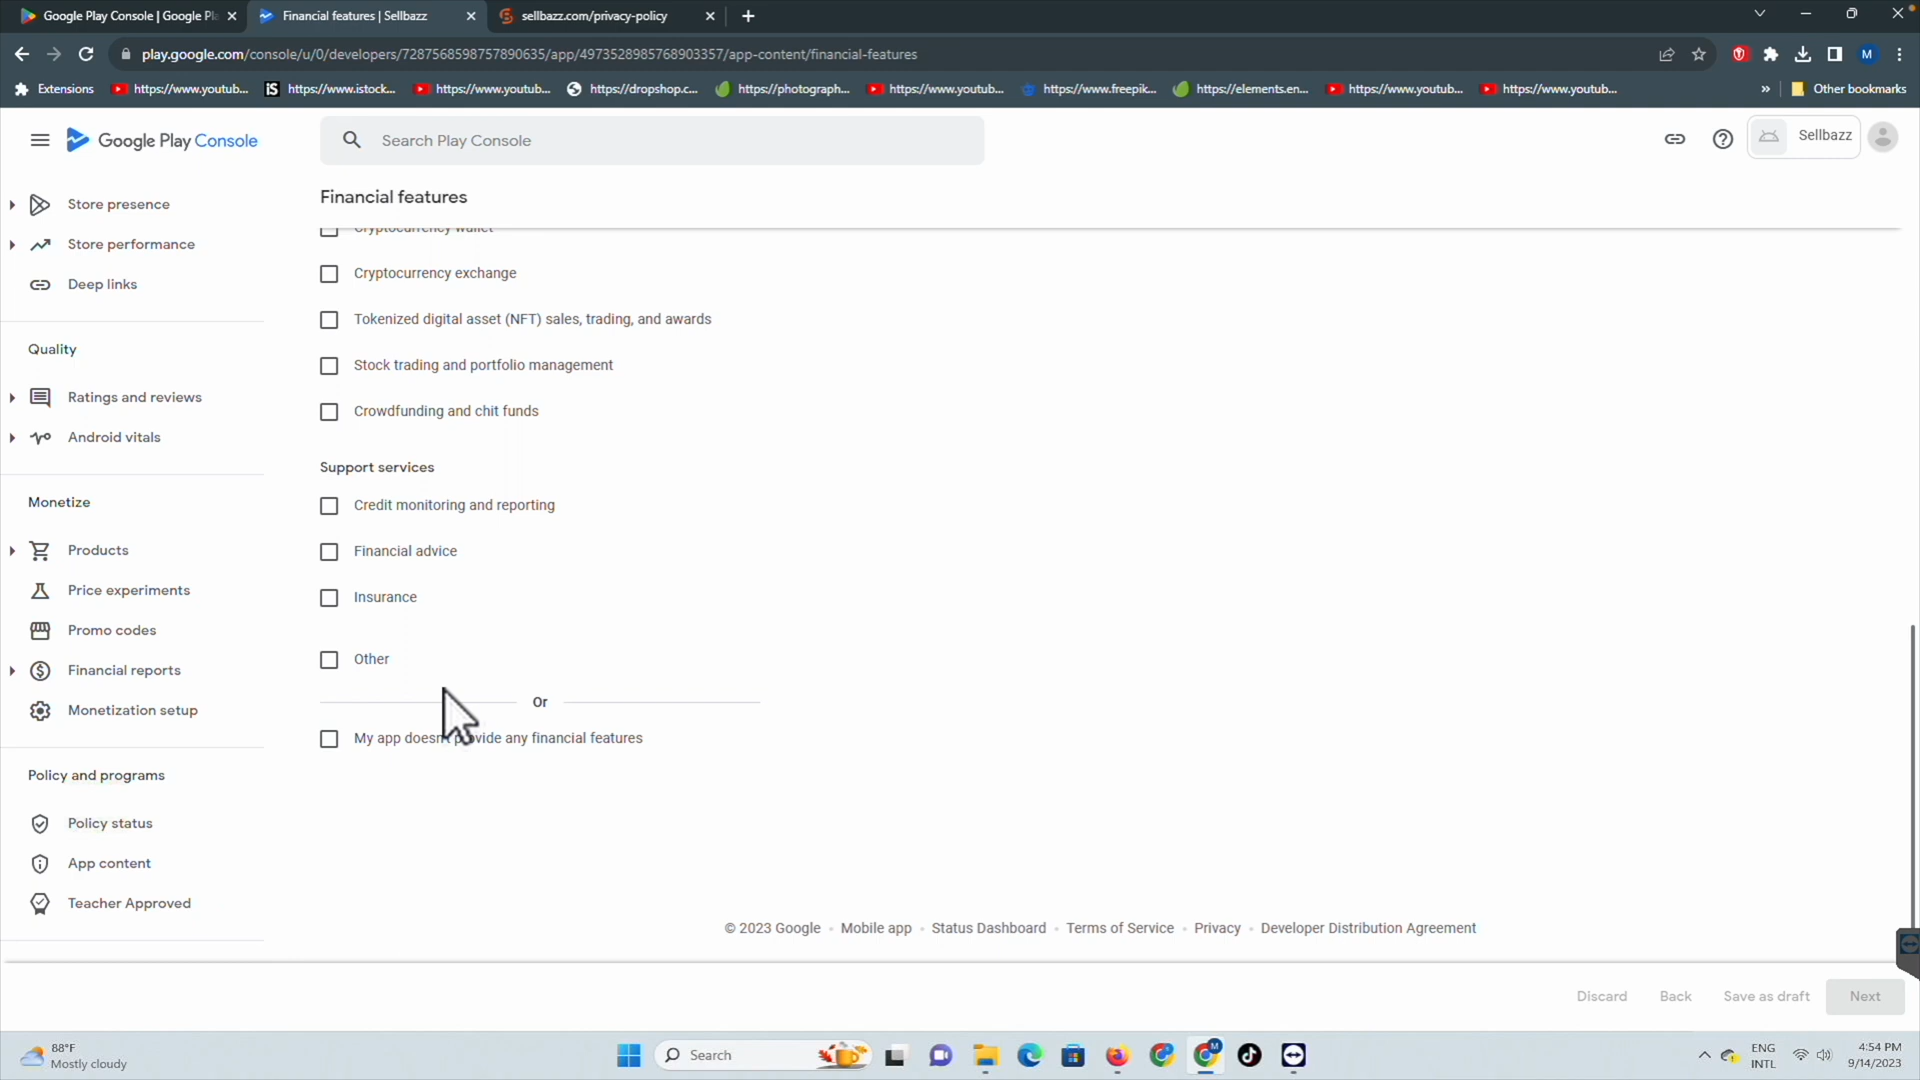 Google Play Console | Google Pla
Financial features | Sellbazz
sellbazz.com/privacy-policy
play.google.com/console/u/0/developers/7287568598757890635/app/4973528985768903357/app-content/financial-features
M
Extensions
https://www.youtub...
https://www.istock...
https://www.youtub...
https://dropshop.c...
https://photograph...
https://www.youtub...
https://www.freepik...
https://elements.en...
https://www.youtub...
https://www.youtub...
»
Other bookmarks
Google Play Console
Search Play Console
Sellbazz
Store presence
Store performance
Deep links
Quality
Ratings and reviews
Android vitals
Monetize
Products
Price experiments
Promo codes
Financial reports
Monetization setup
Policy and programs
Policy status
App content
Teacher Approved
Financial features
Cryptocurrency wallet
Cryptocurrency exchange
Tokenized digital asset (NFT) sales, trading, and awards
Stock trading and portfolio management
Crowdfunding and chit funds
Support services
Credit monitoring and reporting
Financial advice
Insurance
Other
Or
My app doesn't provide any financial features
© 2023 Google • Mobile app • Status Dashboard • Terms of Service • Privacy • Developer Distribution Agreement
Discard
Back
Save as draft
Next
88°F
Mostly cloudy
Search
ENG
INTL
4:54 PM
9/14/2023